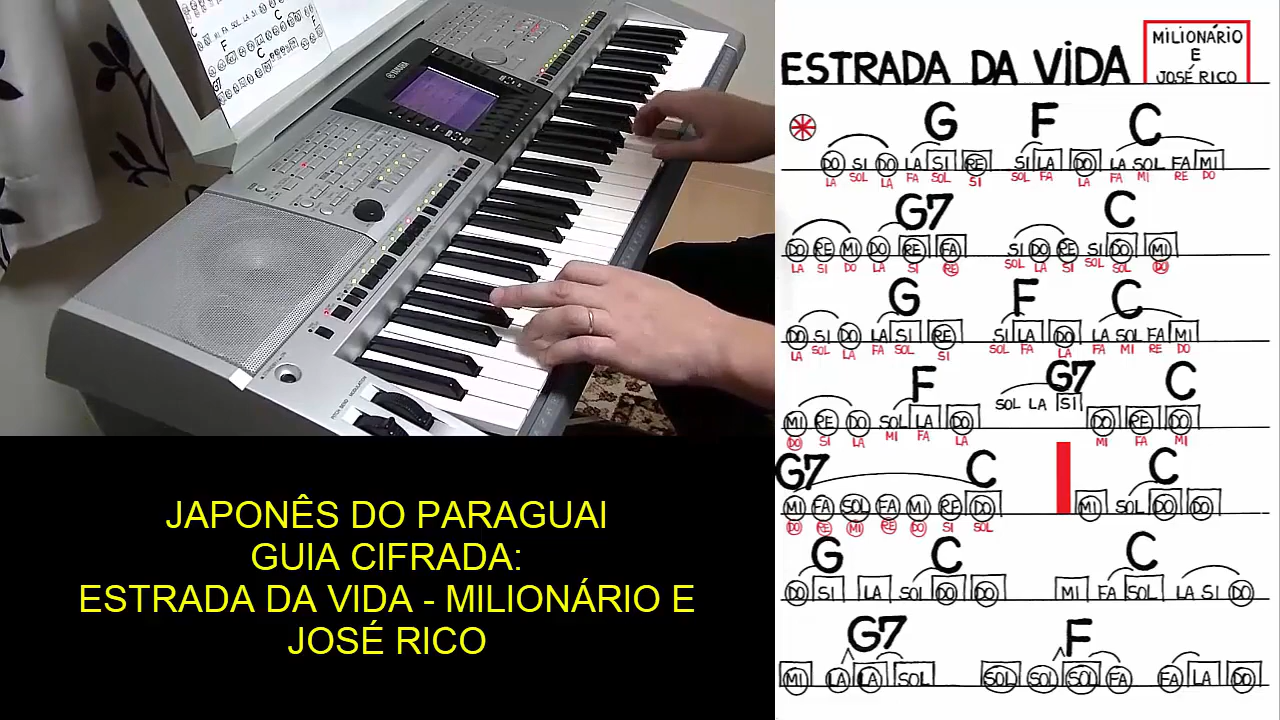 ESTRADA DA VIDA
MILIONÁRIO
E
JOSÉ RICO
G F C
DO SI DO LA SI RE SI LA DO LA SOL FA MI
LA SOL LA FA SOL SI SOL FA LA FA MI RE DO
G7 C
DO RE MI DO RE FA SI DO RE SI DO MI
LA SI DO LA SI RE SOL LA SI SOL SOL DO
G F C
DO SI DO LA SI RE SI LA DO LA SOL FA MI
LA SOL LA FA SOL SI SOL FA LA FA MI RE DO
F G7 C
MI RE DO SOL LA DO SOL LA SI DO RE DO
DO SI LA MI FA LA MI FA MI
G7 C C
MI FA SOL FA MI RE DO MI SOL DO DO
DO RE MI RE DO SI SOL
G C C
DO SI LA SOL DO DO MI FA SOL LA SI DO
G7 F
MI LA LA SOL SOL SOL SOL FA FA LA DO
YAMAHA
JAPONÊS DO PARAGUAI
GUIA CIFRADA:
ESTRADA DA VIDA - MILIONÁRIO E
JOSÉ RICO